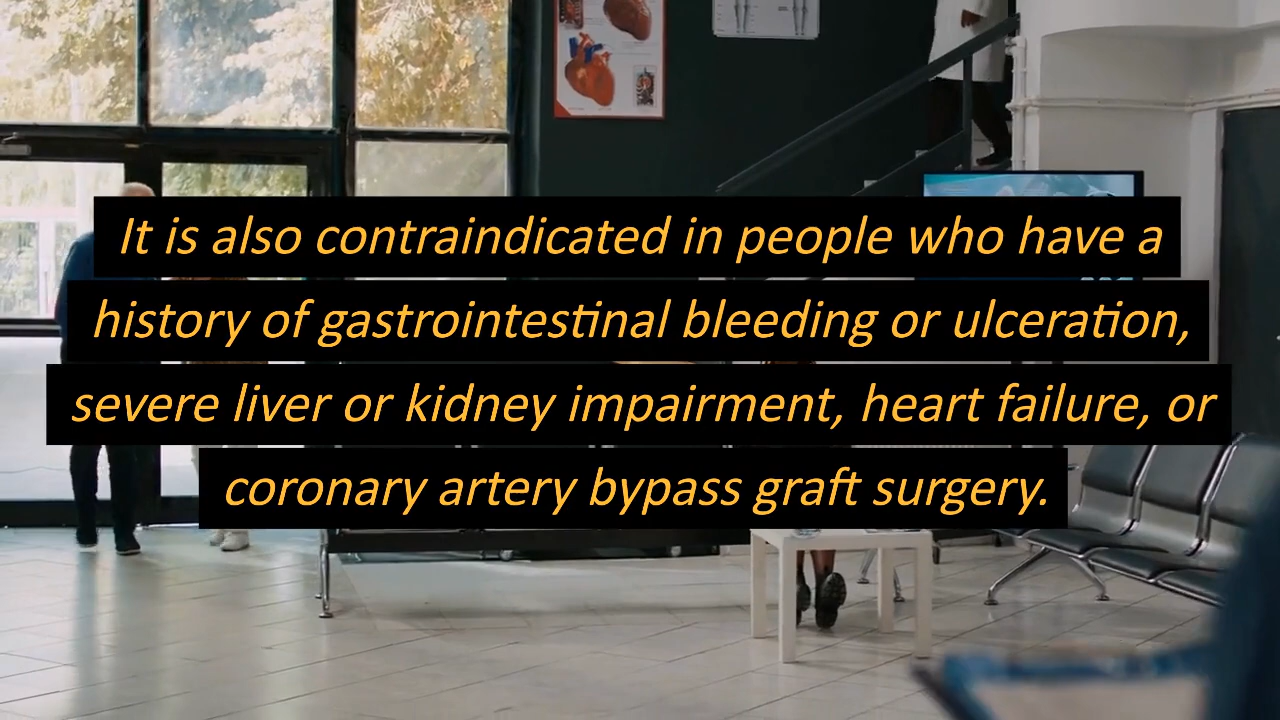 It is also contraindicated in people who have a
history of gastrointestinal bleeding or ulceration,
severe liver or kidney impairment, heart failure, or
coronary artery bypass graft surgery.